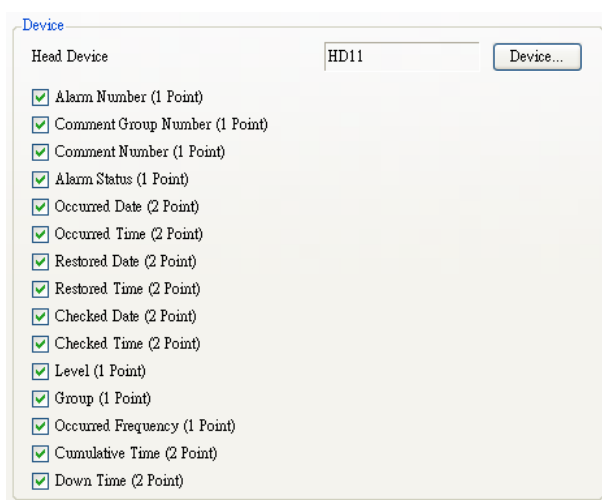 Device
Head Device HD11 Device...
Alarm Number (1 Point)
Comment Group Number (1 Point)
Comment Number (1 Point)
Alarm Status (1 Point)
Occurred Date (2 Point)
Occurred Time (2 Point)
Restored Date (2 Point)
Restored Time (2 Point)
Checked Date (2 Point)
Checked Time (2 Point)
Level (1 Point)
Group (1 Point)
Occurred Frequency (1 Point)
Cumulative Time (2 Point)
Down Time (2 Point)